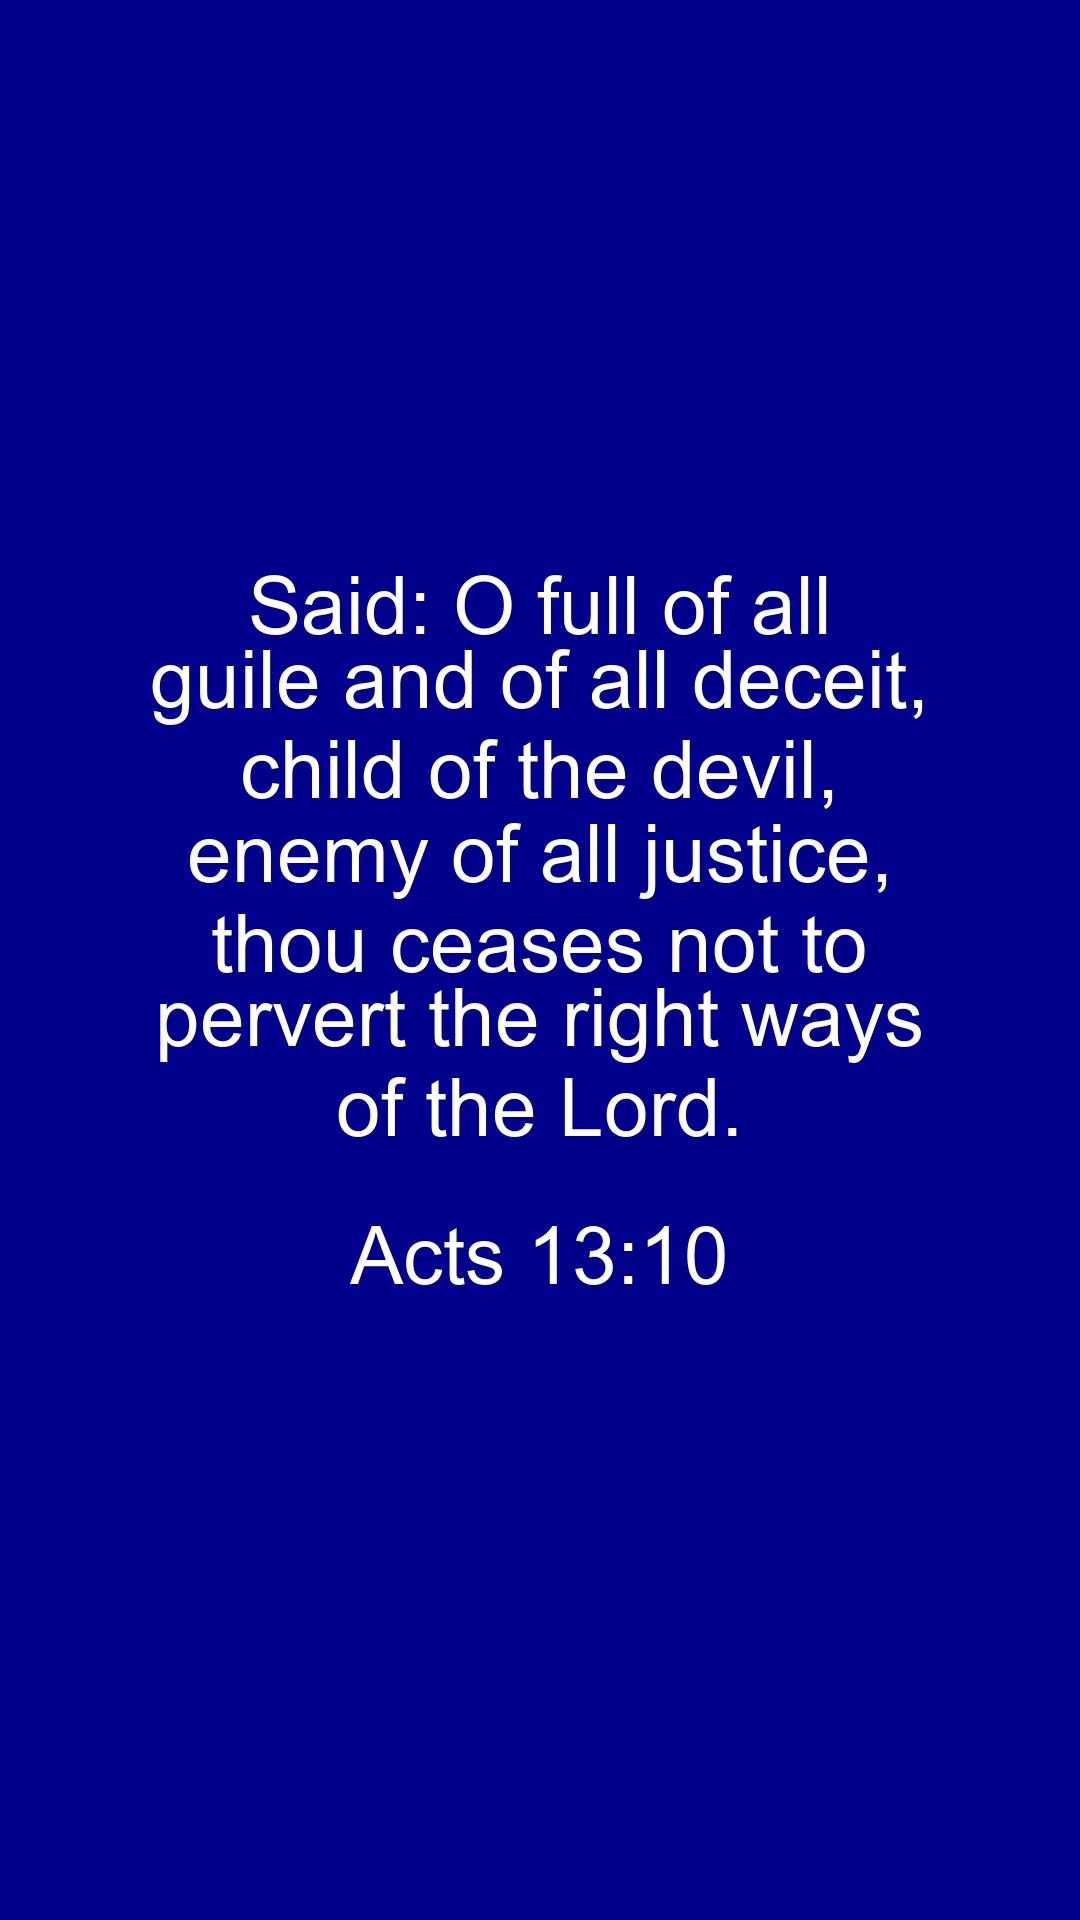 Said: O full of all
guile and of all deceit,
child of the devil,
enemy of all justice,
thou ceases not to
pervert the right ways
of the Lord.
Acts 13:10